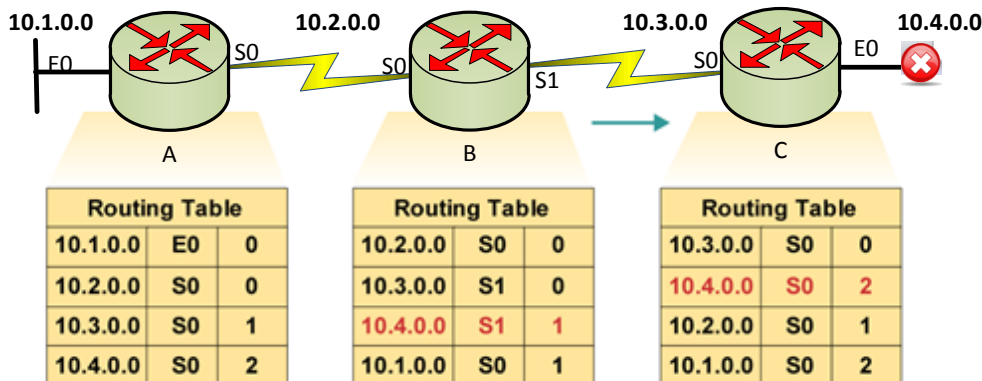 10.1.0.0 10.2.0.0 10.3.0.0 10.4.0.0
E0 S0 S0 S1 S0 E0
A B C
Routing Table
10.1.0.0 E0 0
10.2.0.0 S0 0
10.3.0.0 S0 1
10.4.0.0 S0 2
Routing Table
10.2.0.0 S0 0
10.3.0.0 S1 0
10.4.0.0 S1 1
10.1.0.0 S0 1
Routing Table
10.3.0.0 S0 0
10.4.0.0 S0 2
10.2.0.0 S0 1
10.1.0.0 S0 2